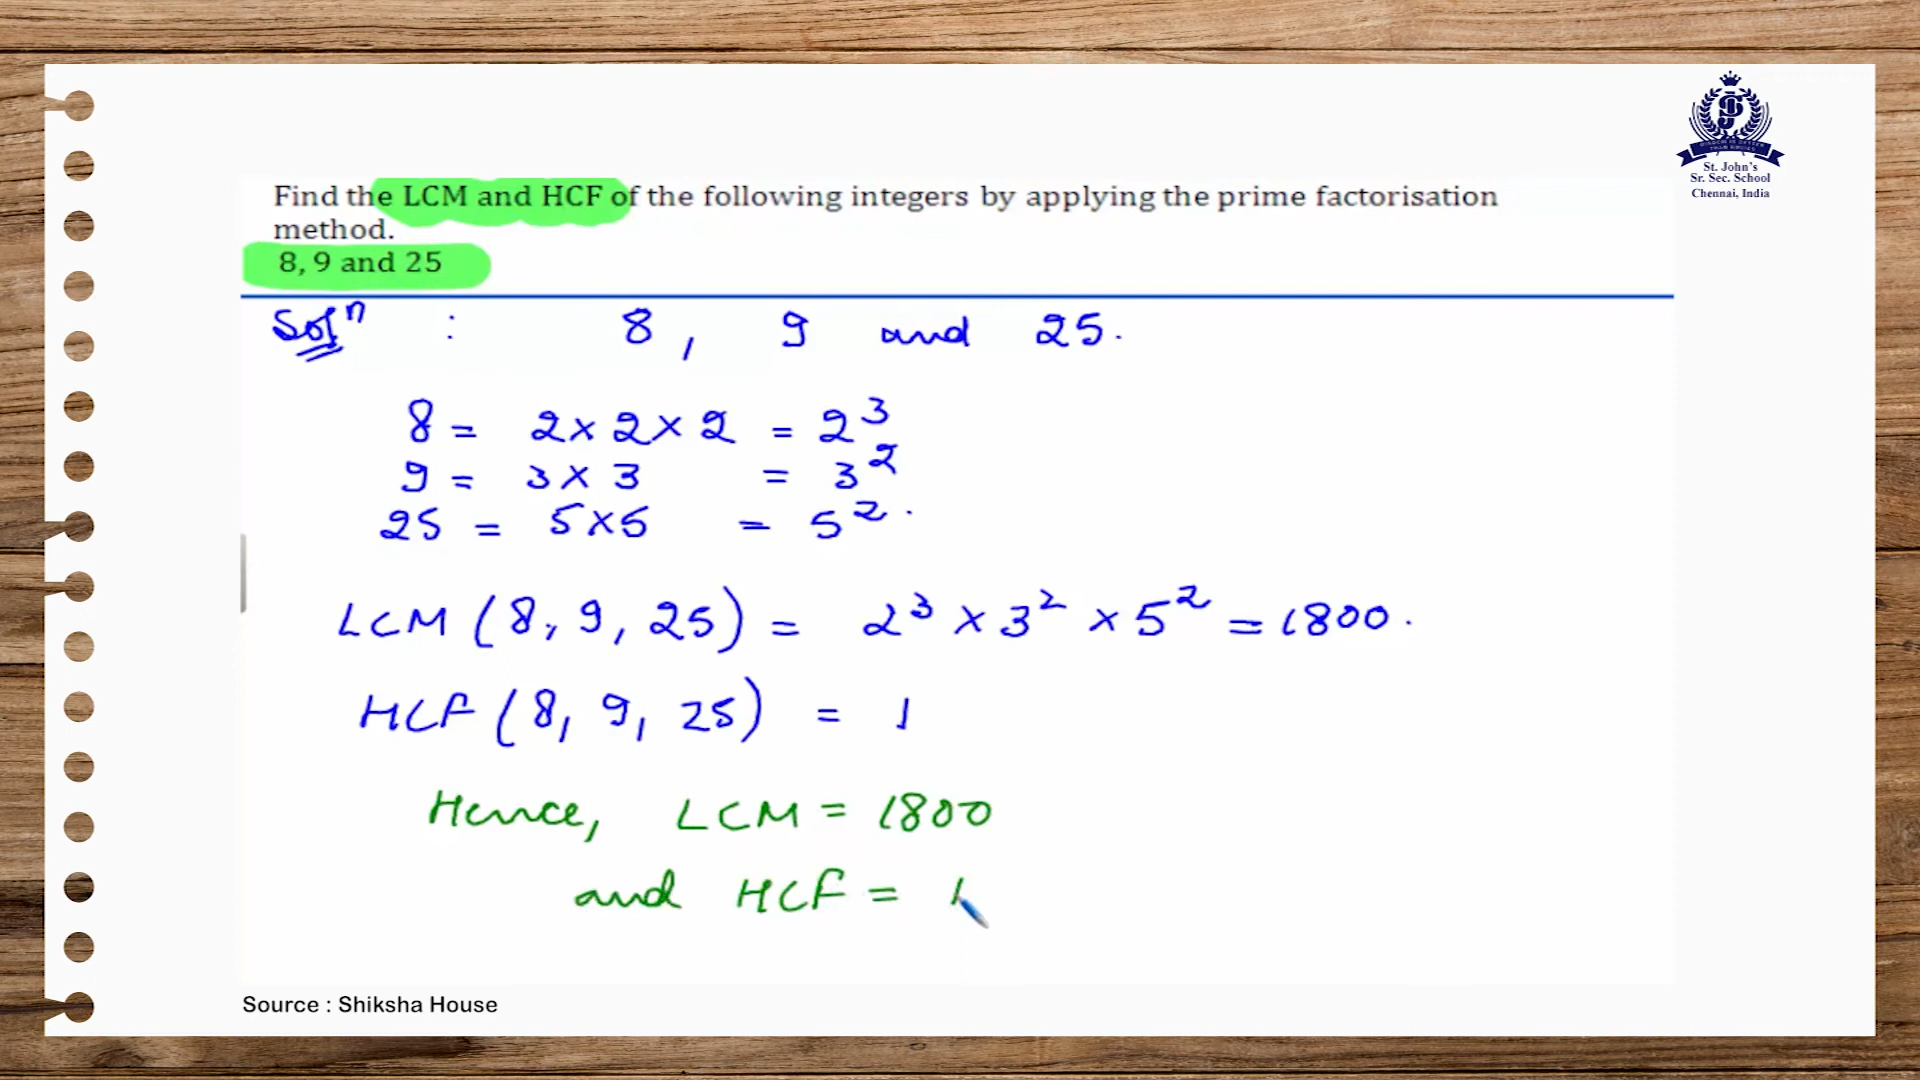 St. John's
Sr. Sec. School
Chennai, India
Find the LCM and HCF of the following integers by applying the prime factorisation
method.
8, 9 and 25
Solⁿ : 8, 9 and 25.
8 = 2 × 2 × 2 = 2³
9 = 3 × 3 = 3²
25 = 5 × 5 = 5².
LCM (8, 9, 25) = 2³ × 3² × 5² = 1800.
HCF (8, 9, 25) = 1
Hence, LCM = 1800
and HCF = 1
Source : Shiksha House